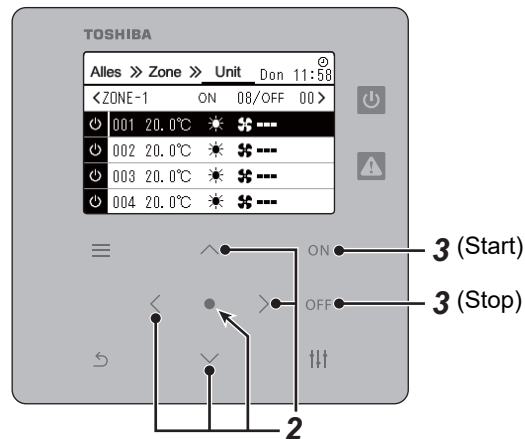 TOSHIBA
Alles » Zone » Unit Don 11:58
<ZONE-1 ON 08/OFF 00>
001 20.0℃ ---
002 20.0℃ ---
003 20.0℃ ---
004 20.0℃ ---
ON 3 (Start)
OFF 3 (Stop)
2